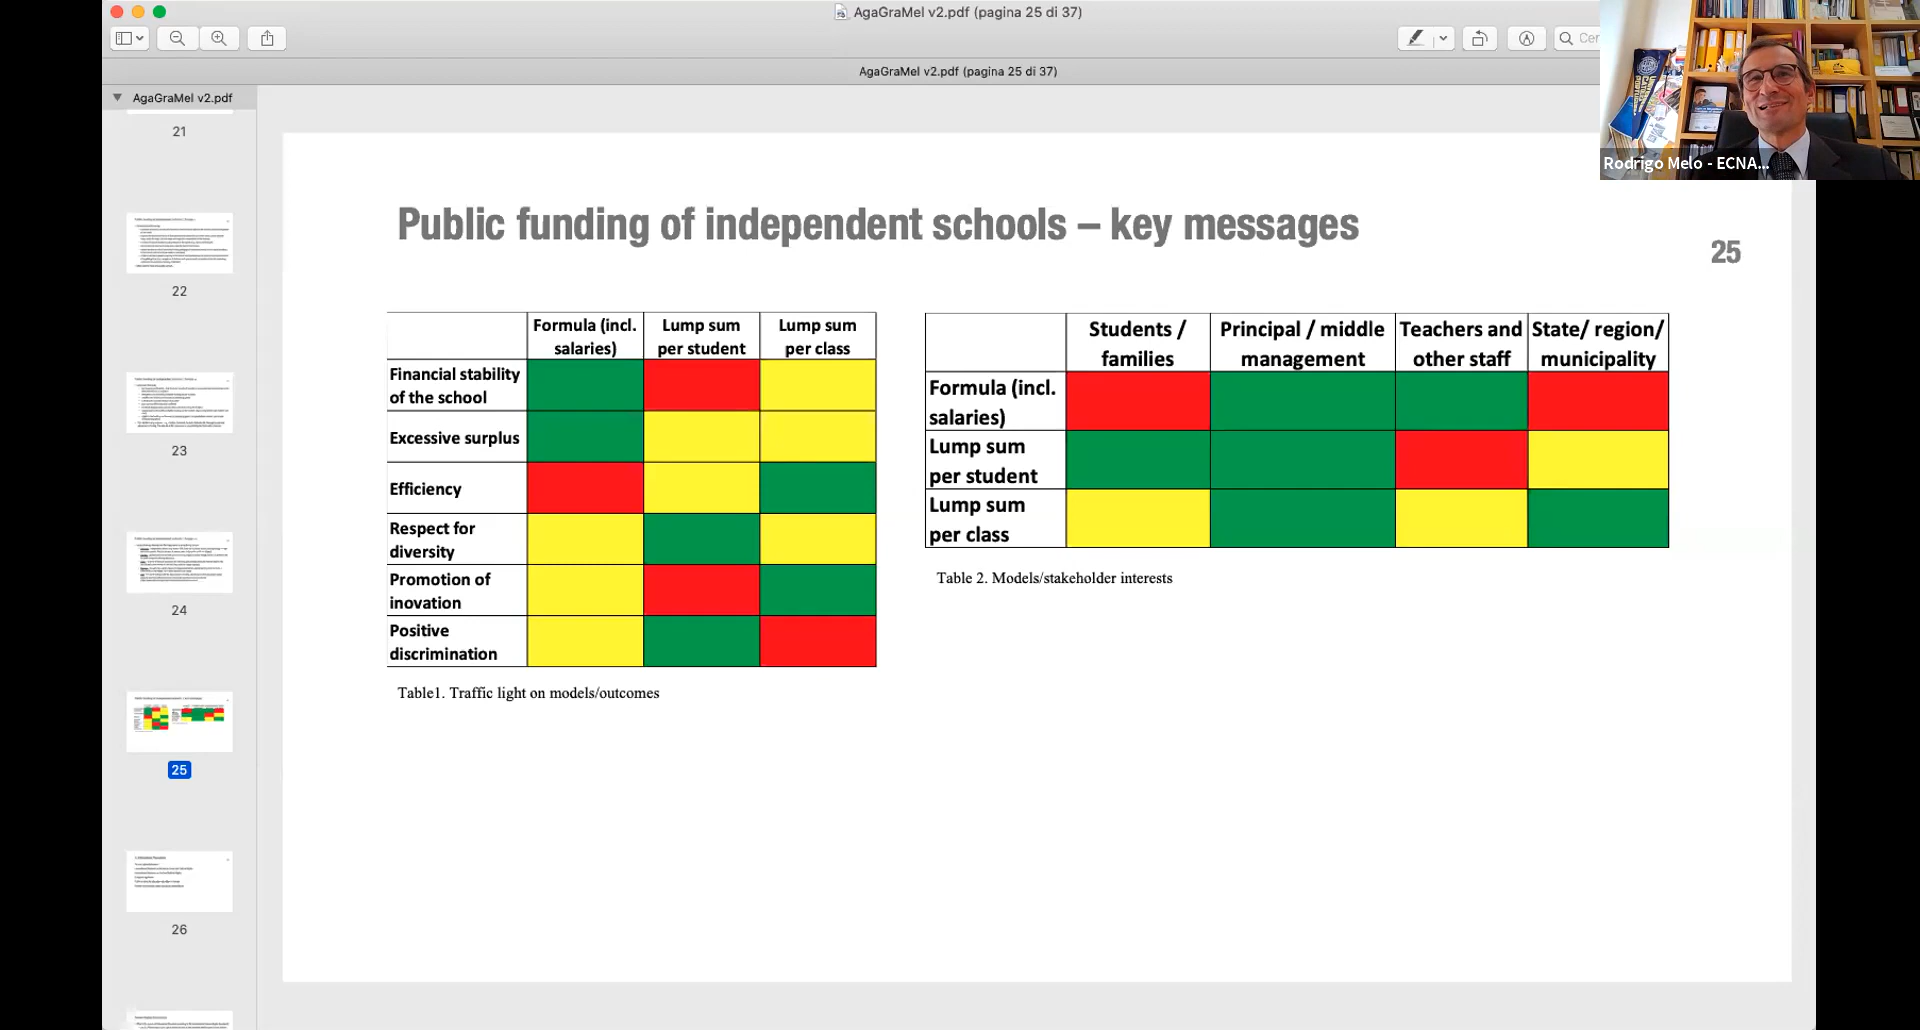 AgaGraMel v2.pdf (pagina 25 di 37)
Cer
AgaGraMel v2.pdf (pagina 25 di 37)
AgaGraMel v2.pdf
21
22
23
24
25
26
Rodrigo Melo - ECNA...
Public funding of independent schools – key messages
25
Formula (incl. salaries)
Lump sum per student
Lump sum per class
Financial stability of the school
Excessive surplus
Efficiency
Respect for diversity
Promotion of inovation
Positive discrimination
Table1. Traffic light on models/outcomes
Students / families
Principal / middle management
Teachers and other staff
State/ region/ municipality
Formula (incl. salaries)
Lump sum per student
Lump sum per class
Table 2. Models/stakeholder interests